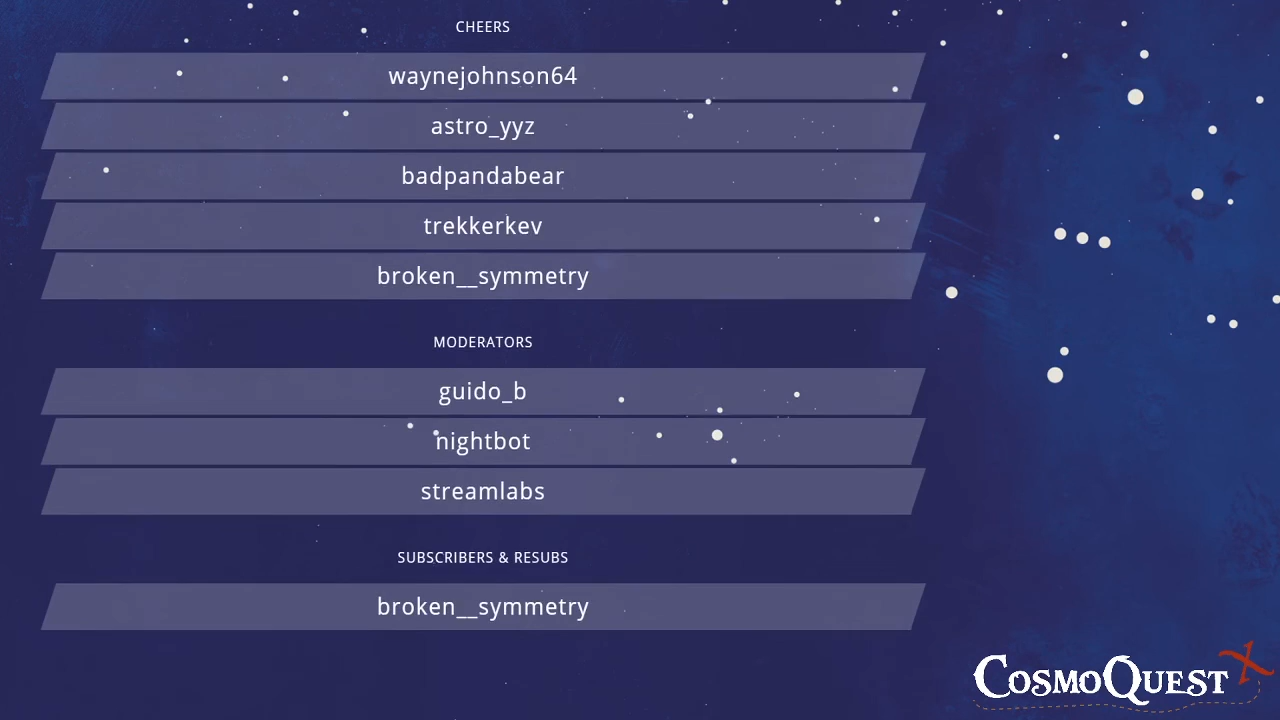 CHEERS
waynejohnson64
astro_yyz
badpandabear
trekkerkev
broken__symmetry
MODERATORS
guido_b
nightbot
streamlabs
SUBSCRIBERS & RESUBS
broken__symmetry
COSMOQUEST X